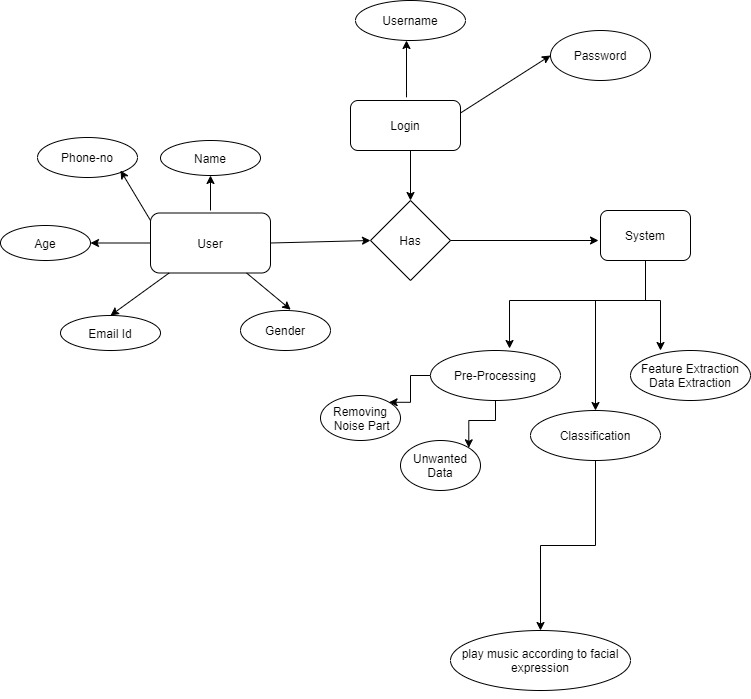 Username
Password
Login
Phone-no
Name
Age
User
Has
System
Email Id
Gender
Pre-Processing
Feature Extraction
Data Extraction
Removing
Noise Part
Classification
Unwanted
Data
play music according to facial
expression